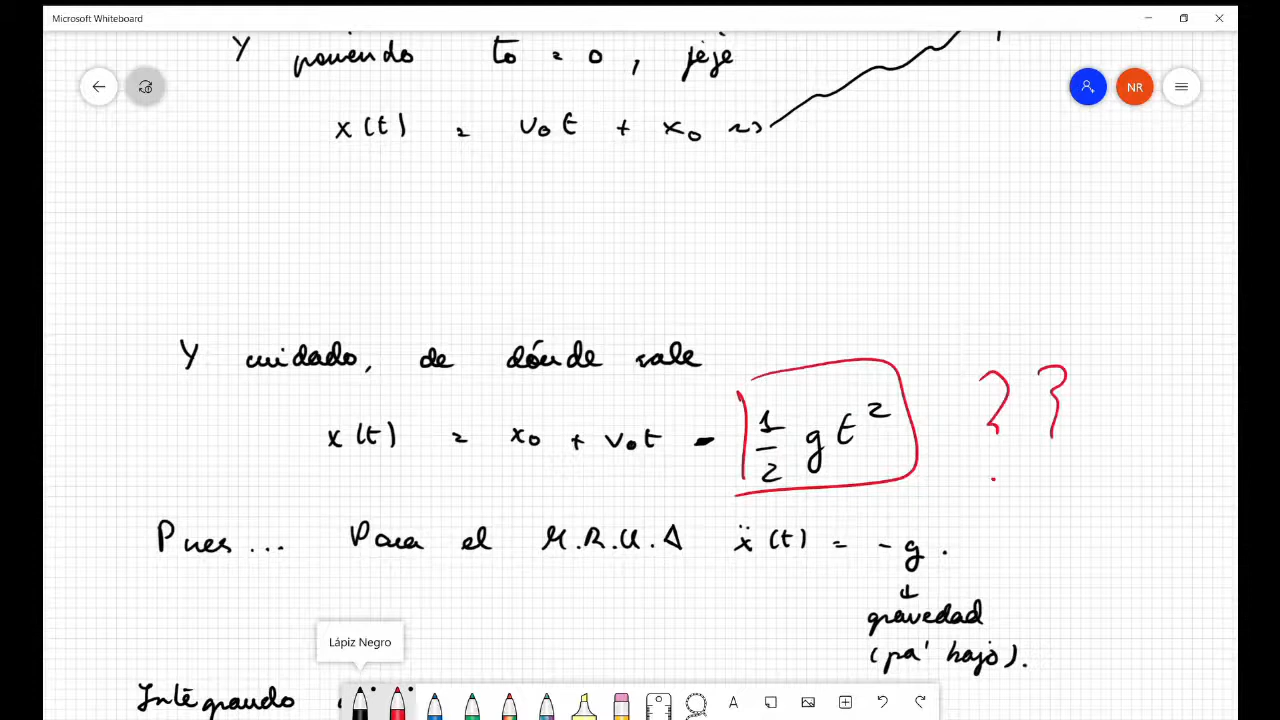 Microsoft Whiteboard
Y poniendo t₀ = 0, jeje
NR
x(t) = v₀t + x₀ ⇝
Y cuidado, de dónde sale
x(t) = x₀ + v₀t - 1/2 g t² ??
Pues... Para el M.R.U.A ẍ(t) = -g.
↓
gravedad
(pa' bajo).
Lápiz Negro
Integrando
A